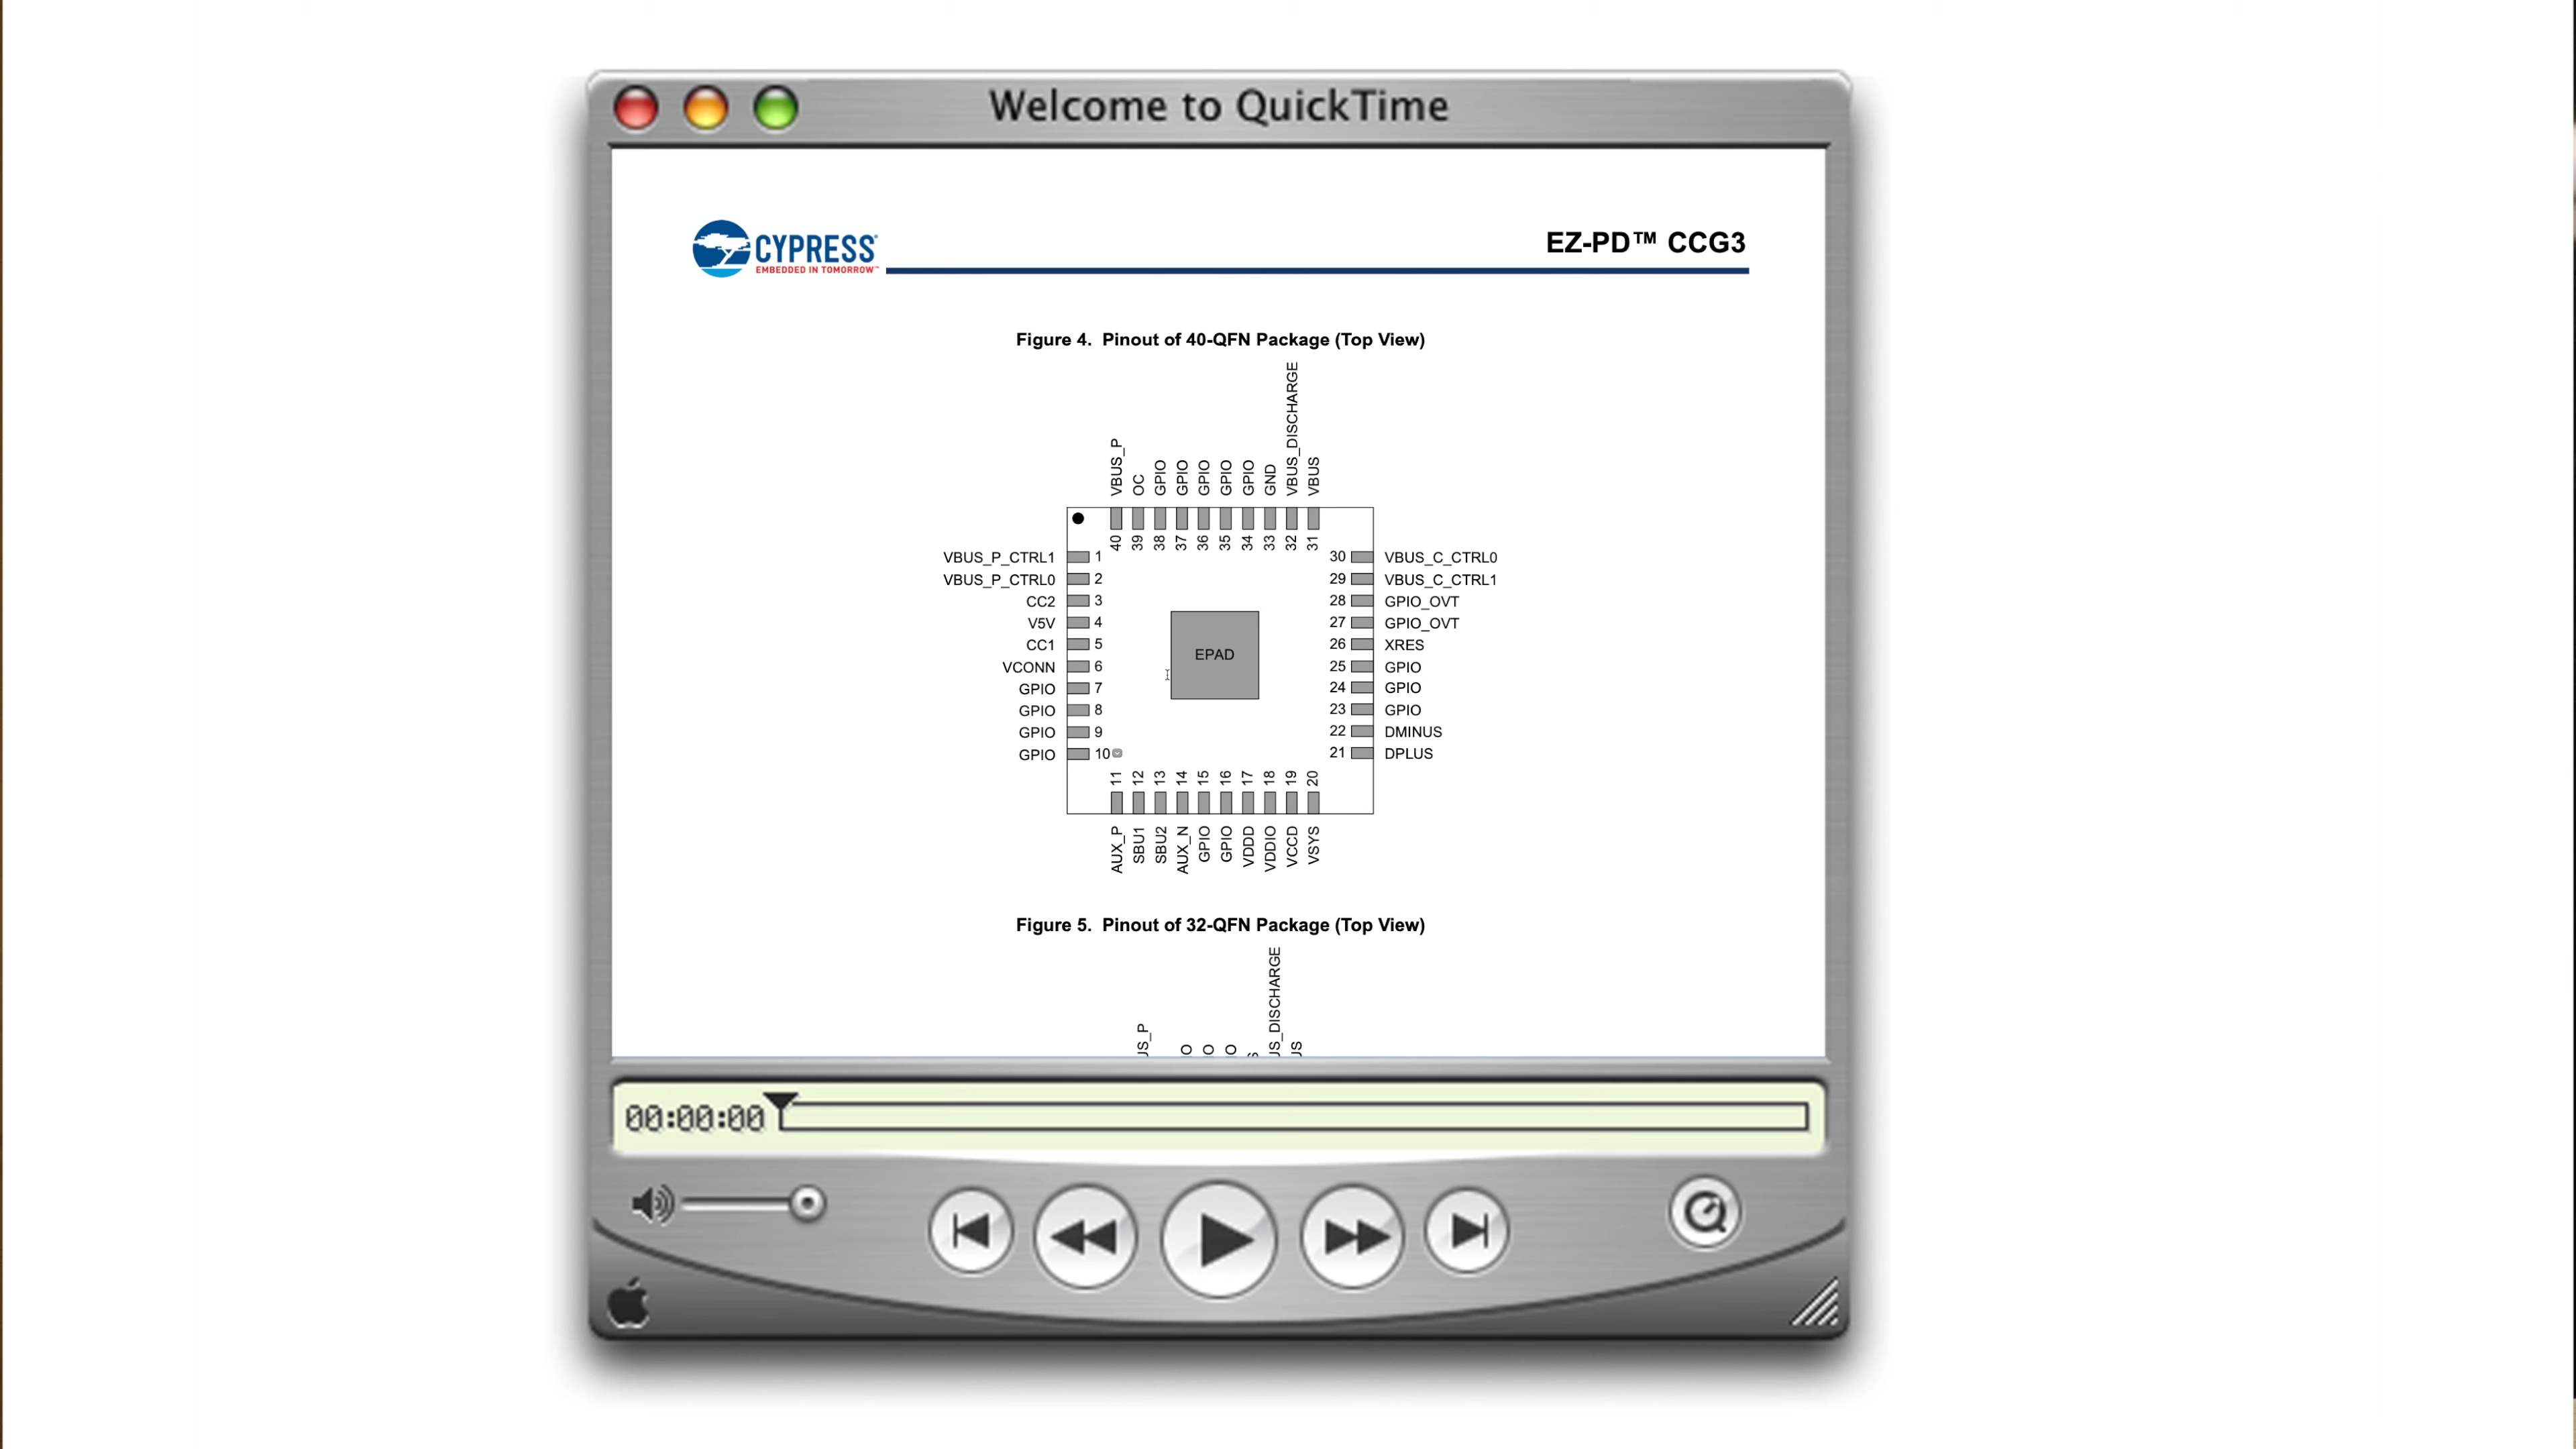 Welcome to QuickTime
CYPRESS
EMBEDDED IN TOMORROW™
EZ-PD™ CCG3
Figure 4. Pinout of 40-QFN Package (Top View)
VBUS_P
OC
GPIO
GPIO
GPIO
GPIO
GPIO
GND
VBUS_DISCHARGE
VBUS
40 39 38 37 36 35 34 33 32 31
VBUS_P_CTRL1 1 30 VBUS_C_CTRL0
VBUS_P_CTRL0 2 29 VBUS_C_CTRL1
CC2 3 28 GPIO_OVT
V5V 4 27 GPIO_OVT
CC1 5 26 XRES
EPAD
VCONN 6 25 GPIO
GPIO 7 24 GPIO
GPIO 8 23 GPIO
GPIO 9 22 DMINUS
GPIO 10 21 DPLUS
11 12 13 14 15 16 17 18 19 20
AUX_P
SBU1
SBU2
AUX_N
GPIO
GPIO
VDDD
VDDIO
VCCD
VSYS
Figure 5. Pinout of 32-QFN Package (Top View)
US_P
O
O
O
S
US_DISCHARGE
US
00:00:00